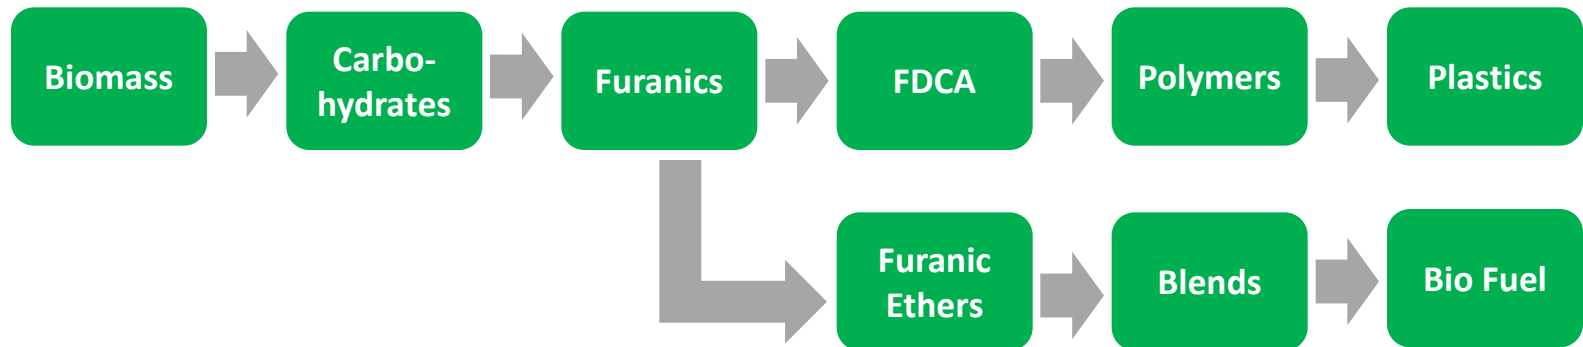 Biomass
Carbo-
hydrates
Furanics
FDCA
Polymers
Plastics
Furanic
Ethers
Blends
Bio Fuel